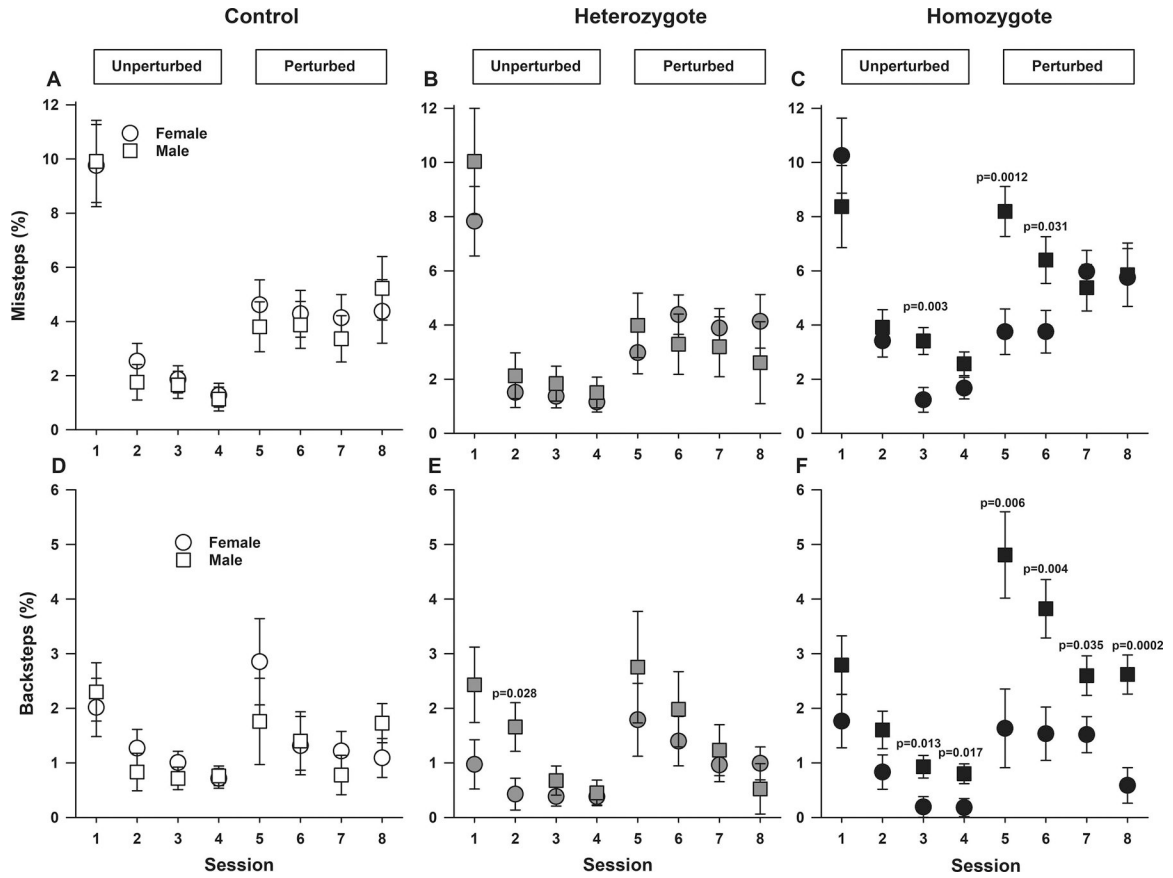 Control Heterozygote Homozygote
Unperturbed Perturbed Unperturbed Perturbed Unperturbed Perturbed
A B C
Missteps (%)
12
10
8
6
4
2
0
Female
Male
1 2 3 4 5 6 7 8
12
10
8
6
4
2
0
1 2 3 4 5 6 7 8
12
10
8
6
4
2
0
p=0.003
p=0.0012
p=0.031
1 2 3 4 5 6 7 8
D E F
Backsteps (%)
6
5
4
3
2
1
0
Female
Male
1 2 3 4 5 6 7 8
Session
6
5
4
3
2
1
0
p=0.028
1 2 3 4 5 6 7 8
Session
6
5
4
3
2
1
0
p=0.013
p=0.017
p=0.006
p=0.004
p=0.035
p=0.0002
1 2 3 4 5 6 7 8
Session